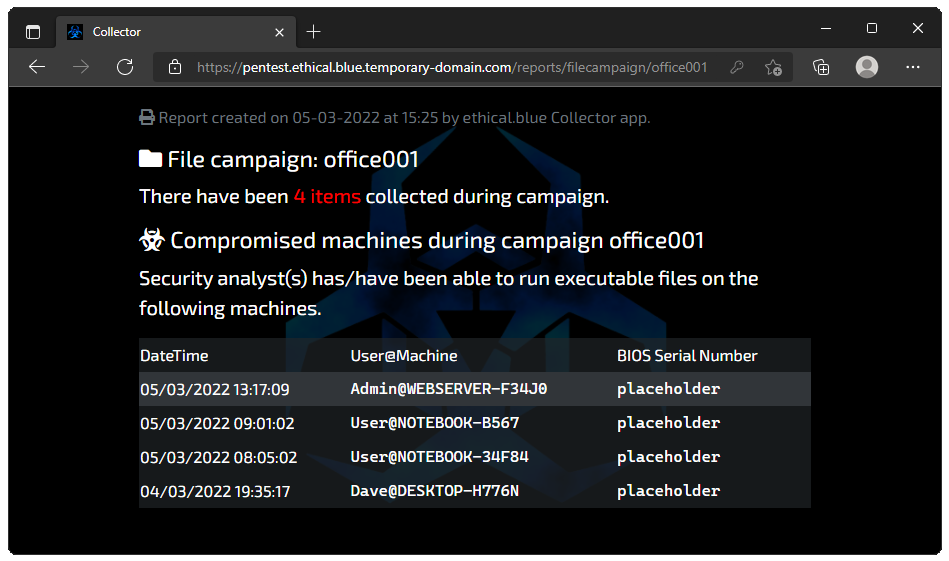 Collector
https://pentest.ethical.blue.temporary-domain.com/reports/filecampaign/office001
Report created on 05-03-2022 at 15:25 by ethical.blue Collector app.
File campaign: office001
There have been 4 items collected during campaign.
Compromised machines during campaign office001
Security analyst(s) has/have been able to run executable files on the
following machines.
DateTime User@Machine BIOS Serial Number
05/03/2022 13:17:09 Admin@WEBSERVER-F34J0 placeholder
05/03/2022 09:01:02 User@NOTEBOOK-B567 placeholder
05/03/2022 08:05:02 User@NOTEBOOK-34F84 placeholder
04/03/2022 19:35:17 Dave@DESKTOP-H776N placeholder